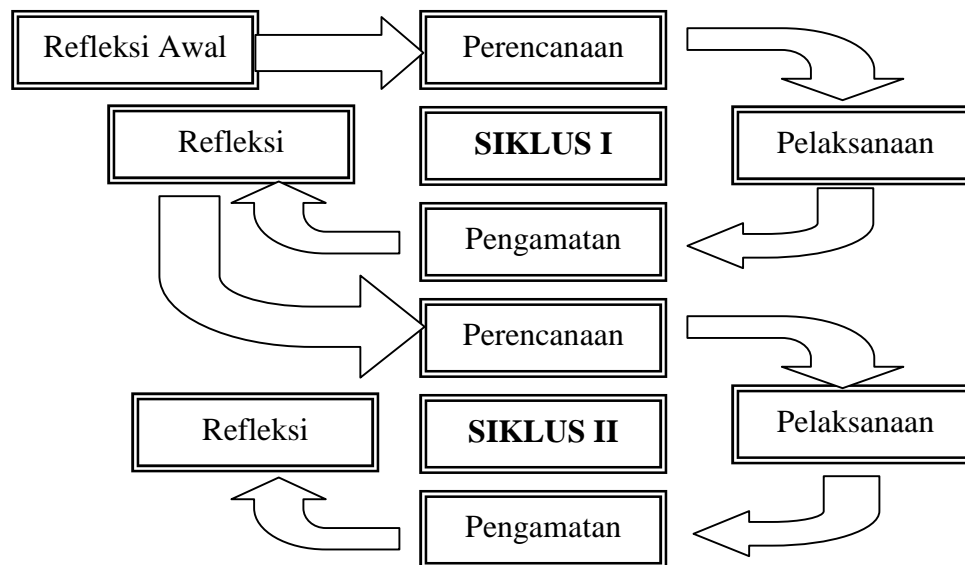 Refleksi Awal
Perencanaan
Refleksi
SIKLUS I
Pelaksanaan
Pengamatan
Perencanaan
Refleksi
SIKLUS II
Pelaksanaan
Pengamatan